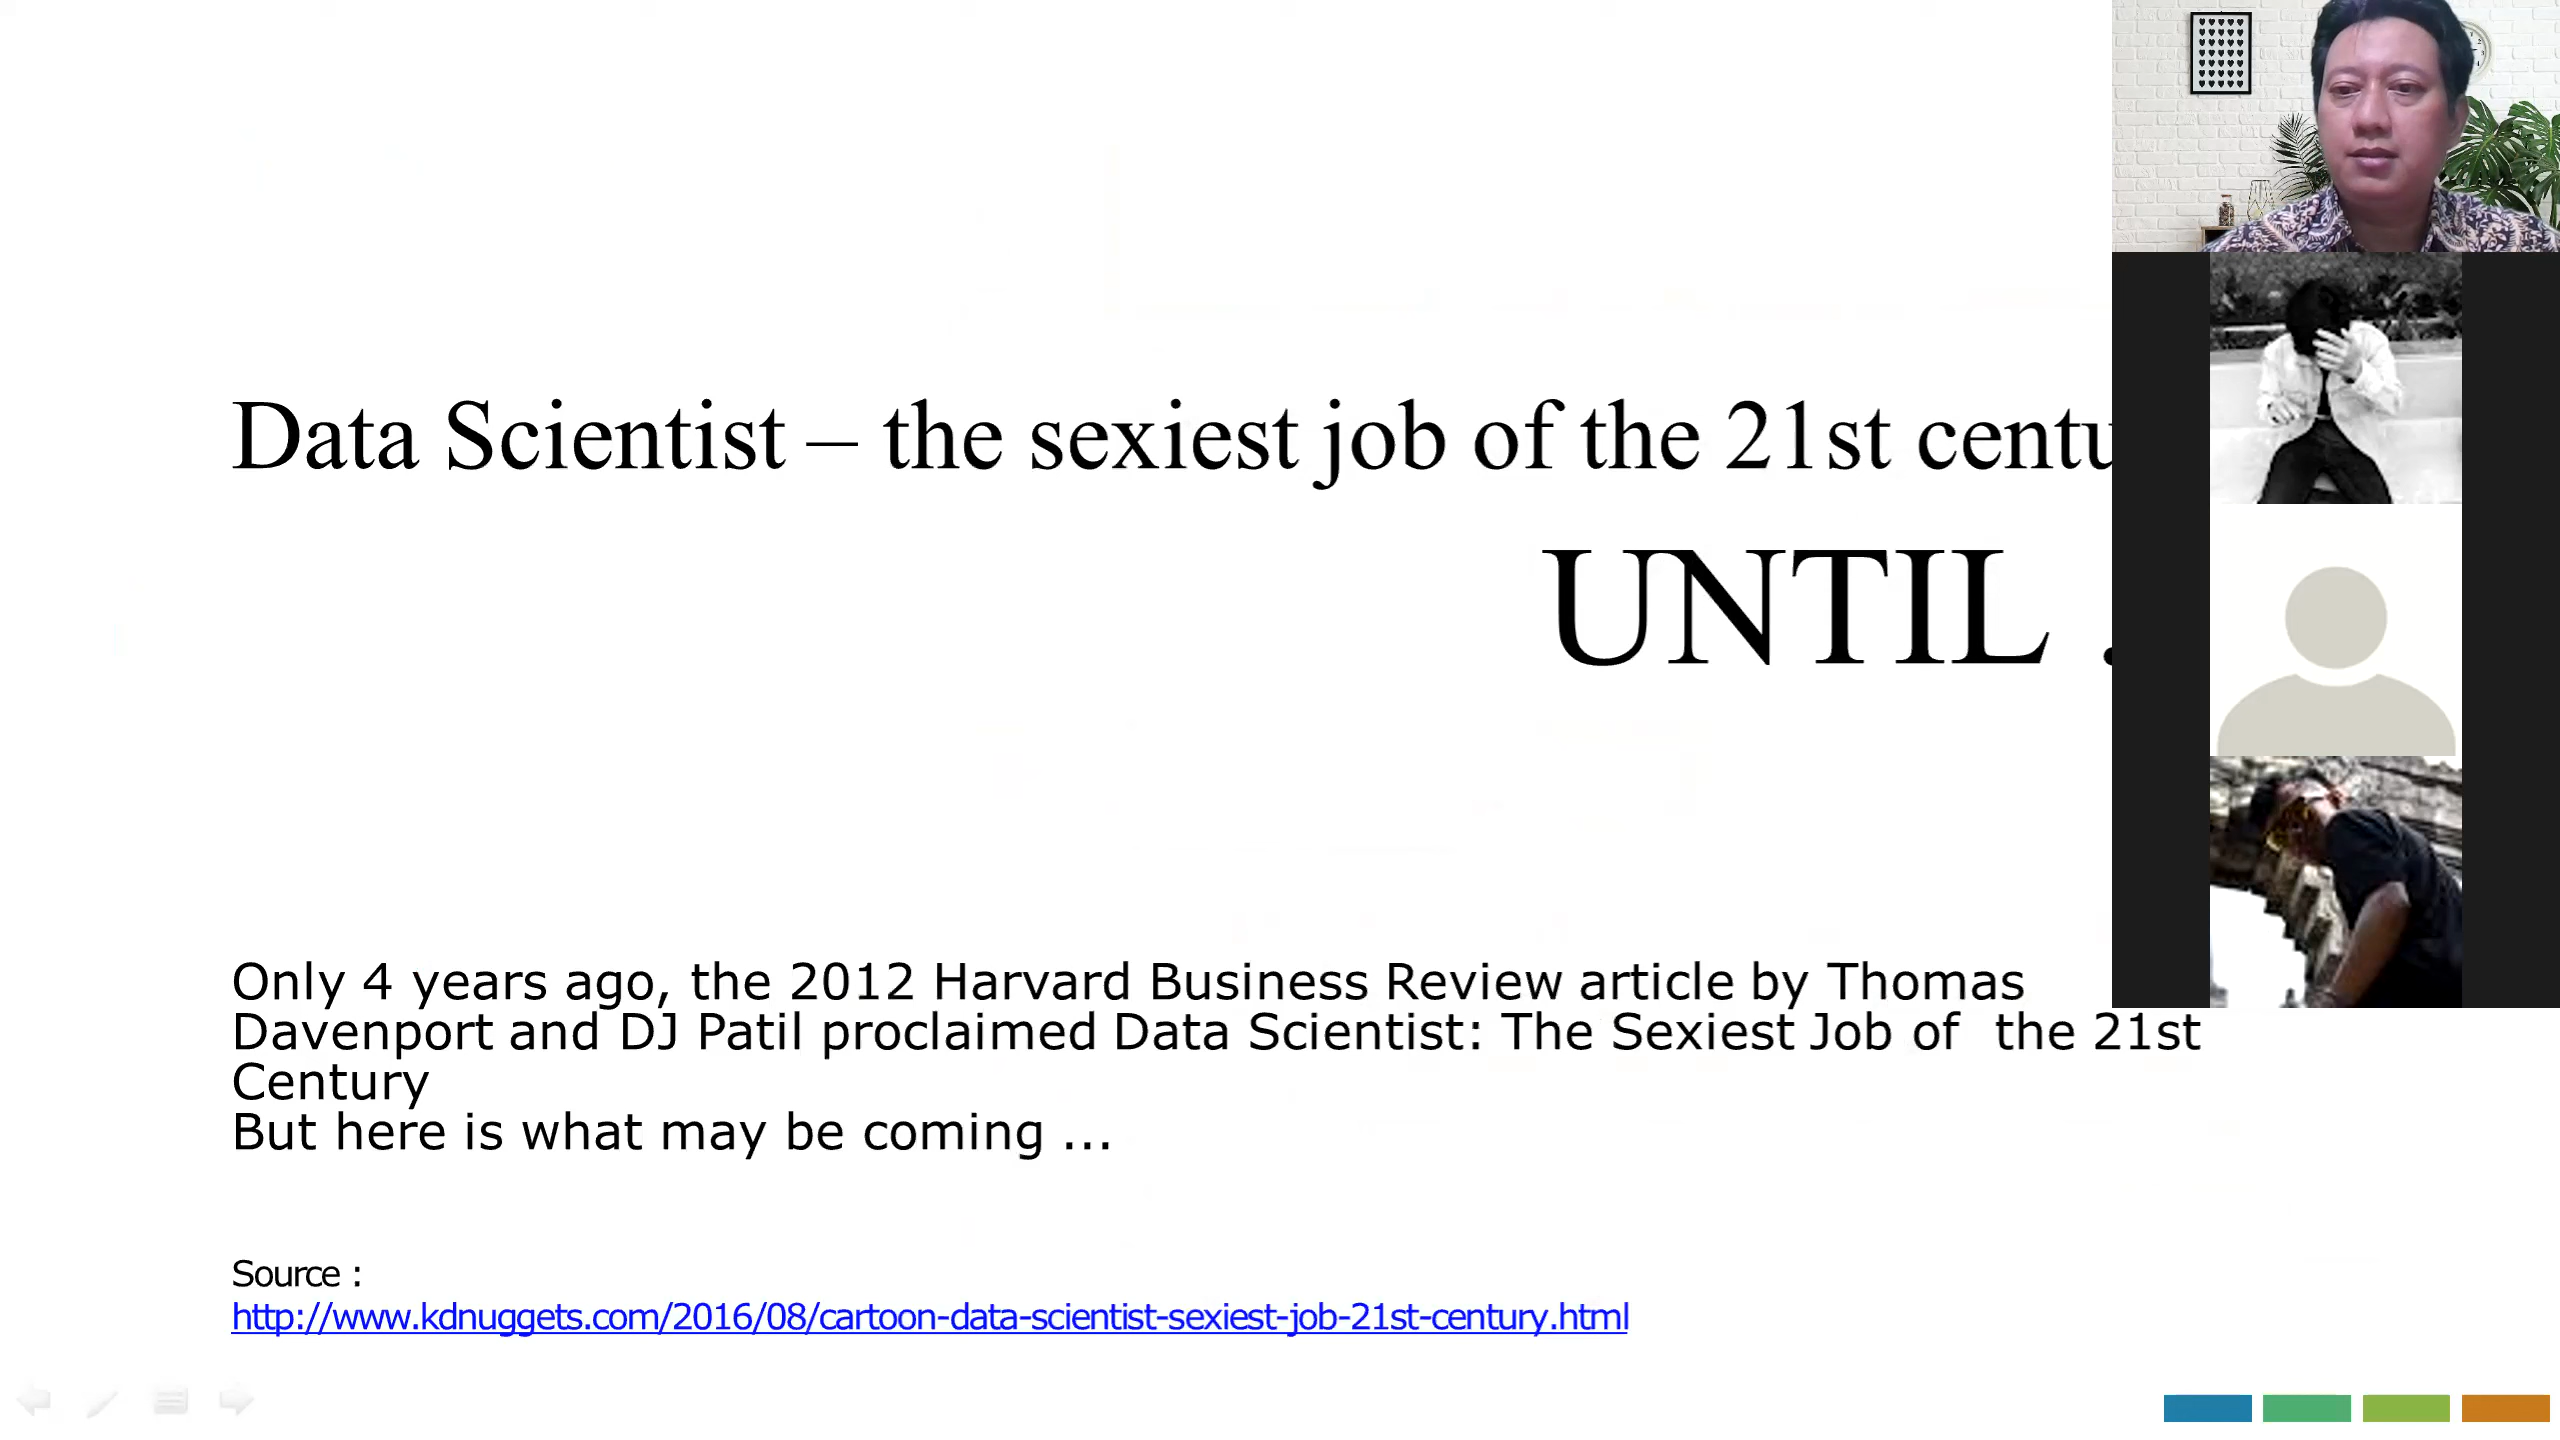 Data Scientist – the sexiest job of the 21st centu
UNTIL .
Only 4 years ago, the 2012 Harvard Business Review article by Thomas
Davenport and DJ Patil proclaimed Data Scientist: The Sexiest Job of the 21st
Century
But here is what may be coming ...
Source :
http://www.kdnuggets.com/2016/08/cartoon-data-scientist-sexiest-job-21st-century.html